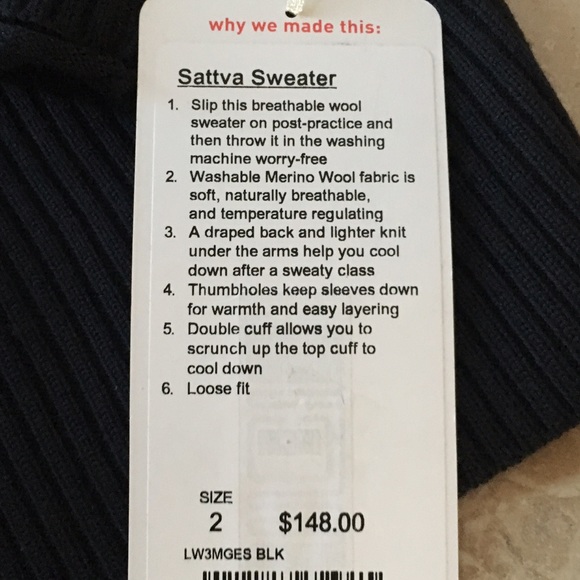 why we made this:
Sattva Sweater
1. Slip this breathable wool
sweater on post-practice and
then throw it in the washing
machine worry-free
2. Washable Merino Wool fabric is
soft, naturally breathable,
and temperature regulating
3. A draped back and lighter knit
under the arms help you cool
down after a sweaty class
4. Thumbholes keep sleeves down
for warmth and easy layering
5. Double cuff allows you to
scrunch up the top cuff to
cool down
6. Loose fit
SIZE
2 $148.00
LW3MGES BLK